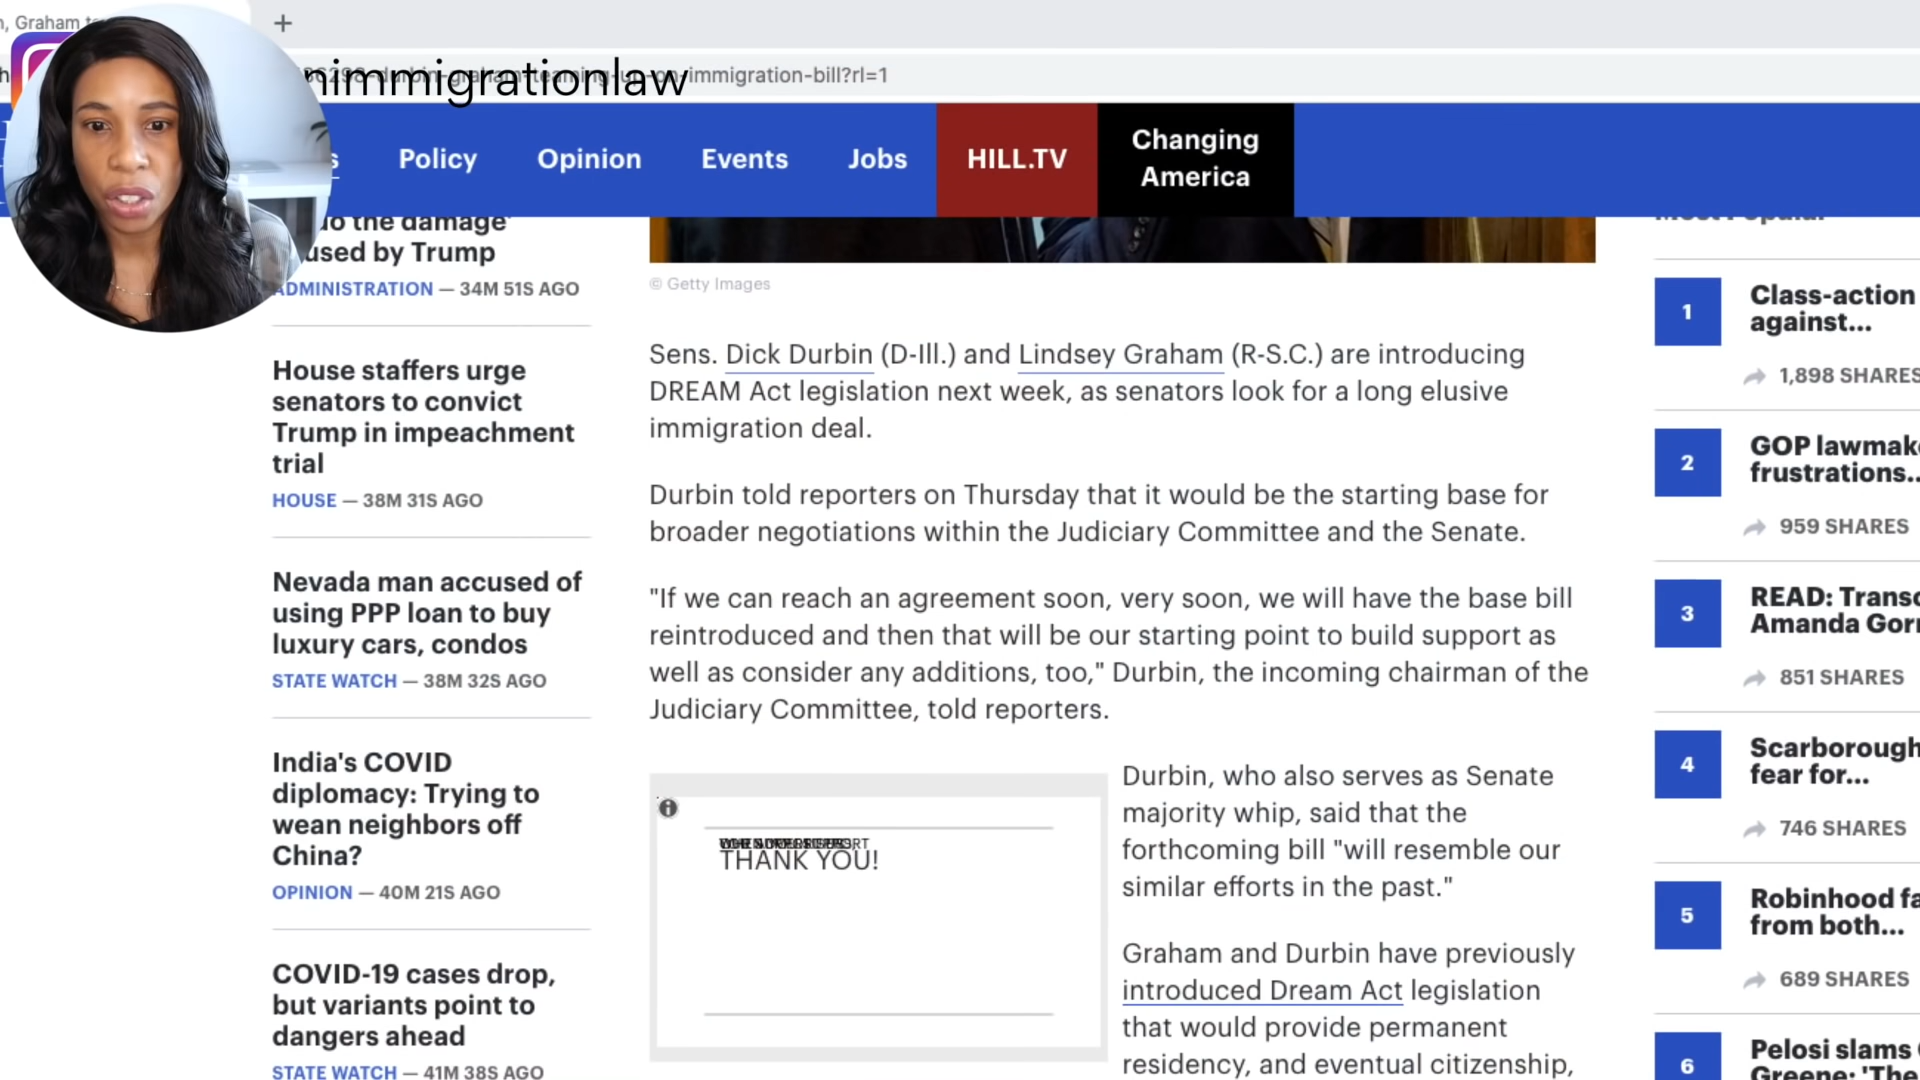 Graham
+
nimmigrationlaw
-durbin-graham-teaming-up-on-immigration-bill?rl=1
Policy
Opinion
Events
Jobs
HILL.TV
Changing
America
the damage
used by Trump
ADMINISTRATION — 34M 51S AGO
House staffers urge
senators to convict
Trump in impeachment
trial
HOUSE — 38M 31S AGO
Nevada man accused of
using PPP loan to buy
luxury cars, condos
STATE WATCH — 38M 32S AGO
India's COVID
diplomacy: Trying to
wean neighbors off
China?
OPINION — 40M 21S AGO
COVID-19 cases drop,
but variants point to
dangers ahead
STATE WATCH — 41M 38S AGO
© Getty Images
Sens. Dick Durbin (D-Ill.) and Lindsey Graham (R-S.C.) are introducing
DREAM Act legislation next week, as senators look for a long elusive
immigration deal.
Durbin told reporters on Thursday that it would be the starting base for
broader negotiations within the Judiciary Committee and the Senate.
"If we can reach an agreement soon, very soon, we will have the base bill
reintroduced and then that will be our starting point to build support as
well as consider any additions, too," Durbin, the incoming chairman of the
Judiciary Committee, told reporters.
THANK YOU!
Durbin, who also serves as Senate
majority whip, said that the
forthcoming bill "will resemble our
similar efforts in the past."
Graham and Durbin have previously
introduced Dream Act legislation
that would provide permanent
residency, and eventual citizenship,
Most Popular
1
Class-action
against...
1,898 SHARES
2
GOP lawmak
frustrations...
959 SHARES
3
READ: Transc
Amanda Gorr
851 SHARES
4
Scarborough
fear for...
746 SHARES
5
Robinhood fa
from both...
689 SHARES
6
Pelosi slams
Greene: 'The